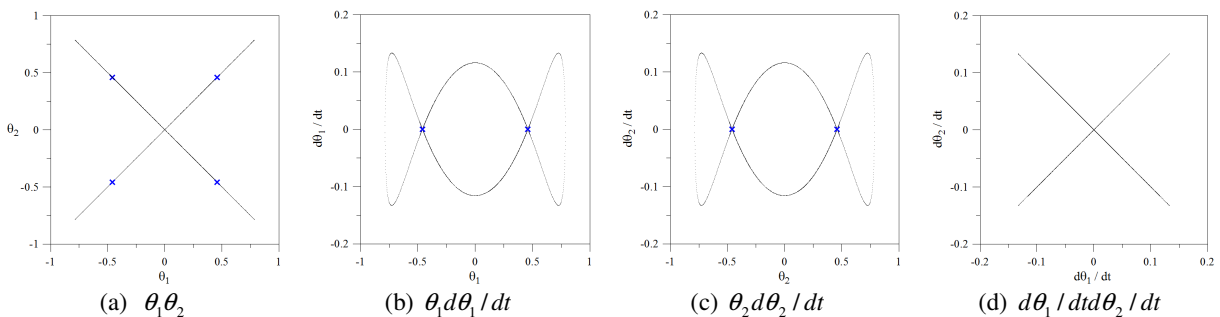 1
0.5
θ₂ 0
-0.5
-1
-1 -0.5 0 0.5 1
θ₁
(a) θ₁θ₂
0.2
0.1
dθ₁ / dt 0
-0.1
-0.2
-1 -0.5 0 0.5 1
θ₁
(b) θ₁dθ₁ / dt
0.2
0.1
dθ₂ / dt 0
-0.1
-0.2
-1 -0.5 0 0.5 1
θ₂
(c) θ₂dθ₂ / dt
0.2
0.1
dθ₂ / dt 0
-0.1
-0.2
-0.2 -0.1 0 0.1 0.2
dθ₁ / dt
(d) dθ₁ / dtdθ₂ / dt